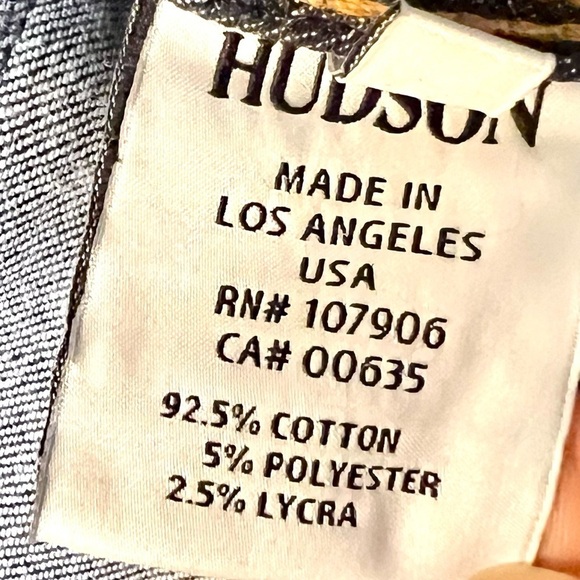 HUDSON
MADE IN
LOS ANGELES
USA
RN# 107906
CA# 00635
92.5% COTTON
5% POLYESTER
2.5% LYCRA